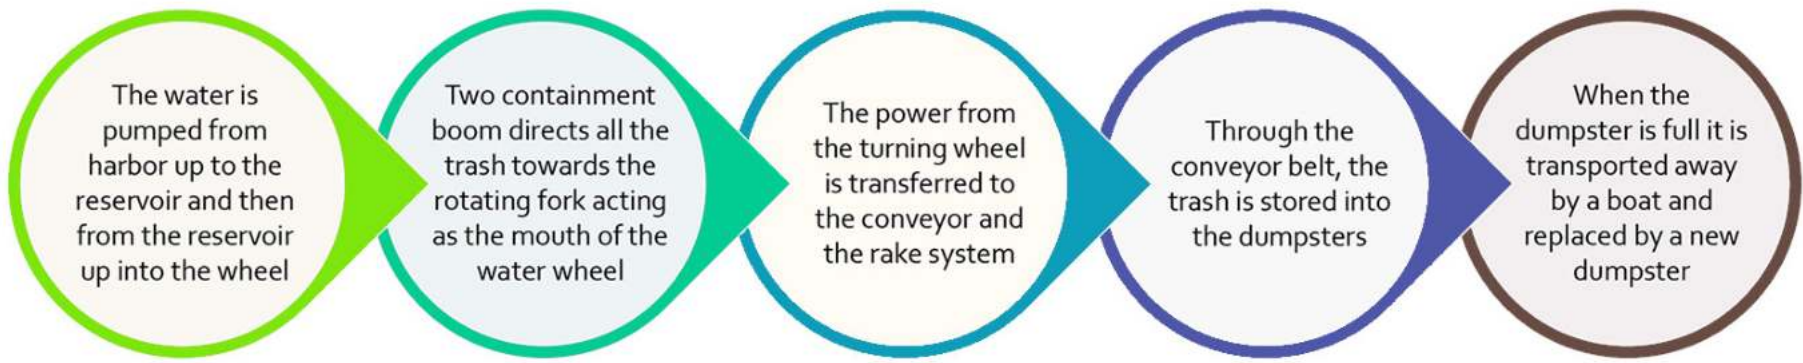 The water is
pumped from
harbor up to the
reservoir and then
from the reservoir
up into the wheel
Two containment
boom directs all the
trash towards the
rotating fork acting
as the mouth of the
water wheel
The power from
the turning wheel
is transferred to
the conveyor and
the rake system
Through the
conveyor belt, the
trash is stored into
the dumpsters
When the
dumpster is full it is
transported away
by a boat and
replaced by a new
dumpster